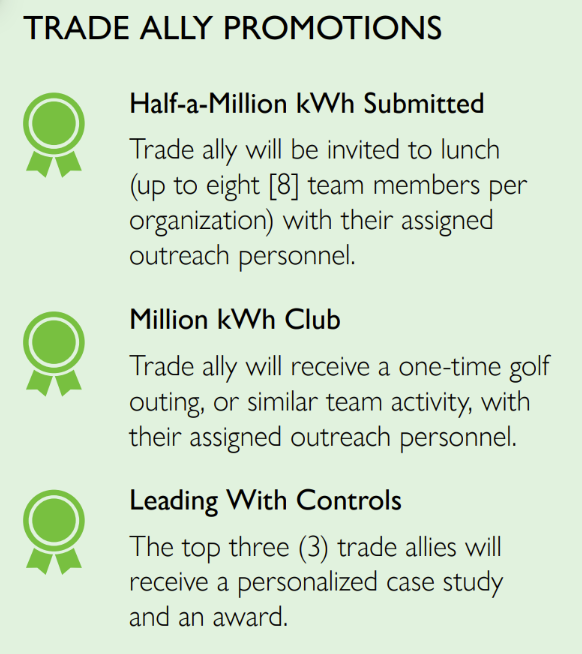 TRADE ALLY PROMOTIONS
Half-a-Million kWh Submitted
Trade ally will be invited to lunch
(up to eight [8] team members per
organization) with their assigned
outreach personnel.
Million kWh Club
Trade ally will receive a one-time golf
outing, or similar team activity, with
their assigned outreach personnel.
Leading With Controls
The top three (3) trade allies will
receive a personalized case study
and an award.